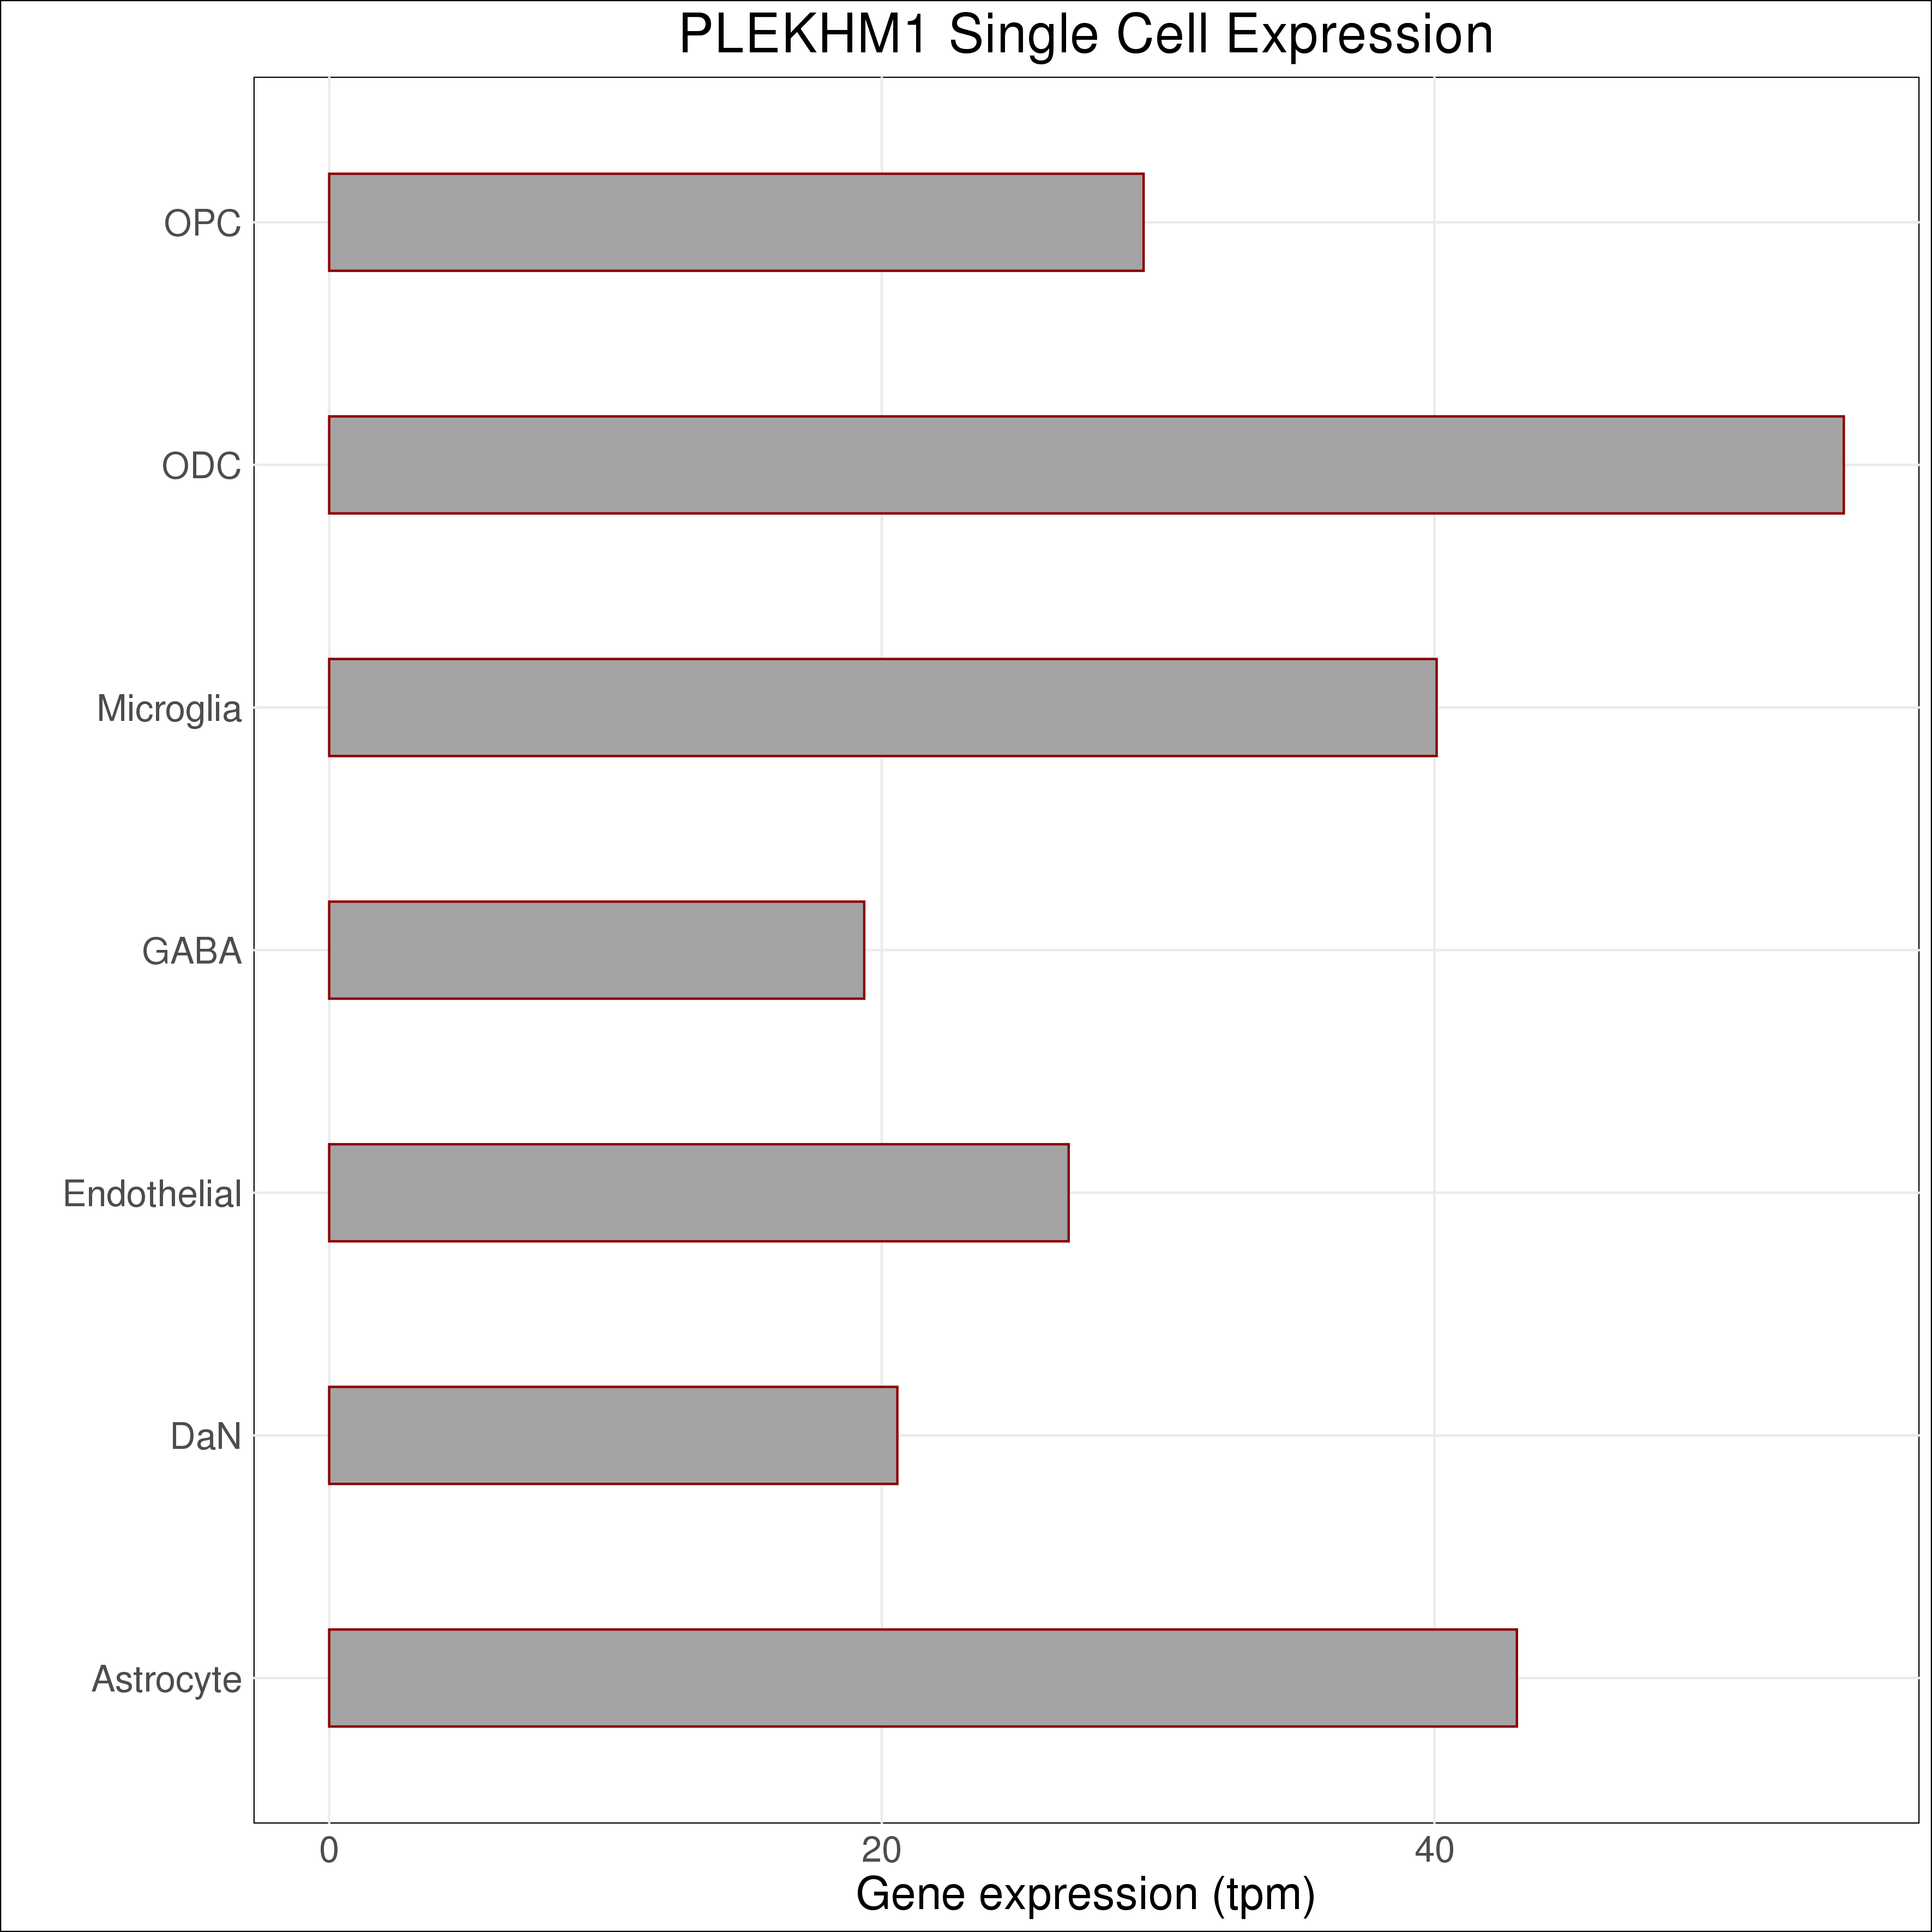 PLEKHM1 Single Cell Expression
OPC
ODC
Microglia
GABA
Endothelial
DaN
Astrocyte
0 20 40
Gene expression (tpm)